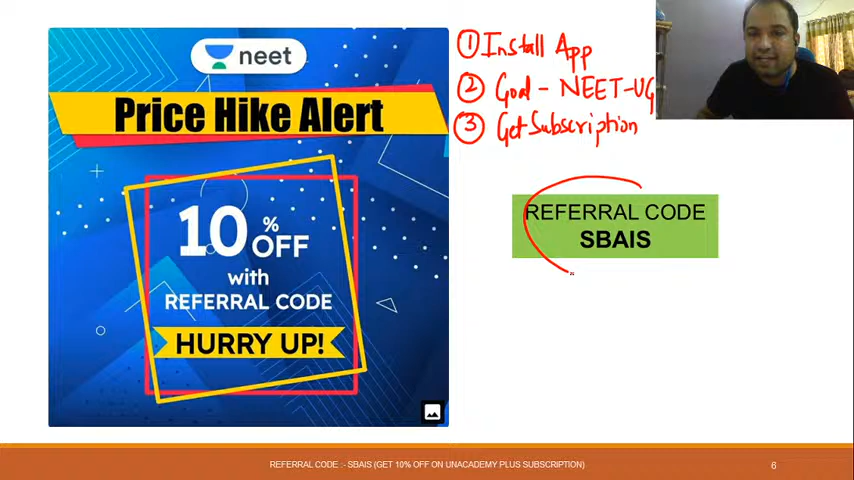 neet
Price Hike Alert
10% OFF
with
REFERRAL CODE
HURRY UP!
① Install App
② Goal - NEET-UG
③ Get Subscription
REFERRAL CODE
SBAIS
REFERRAL CODE :- SBAIS (GET 10% OFF ON UNACADEMY PLUS SUBSCRIPTION)
6